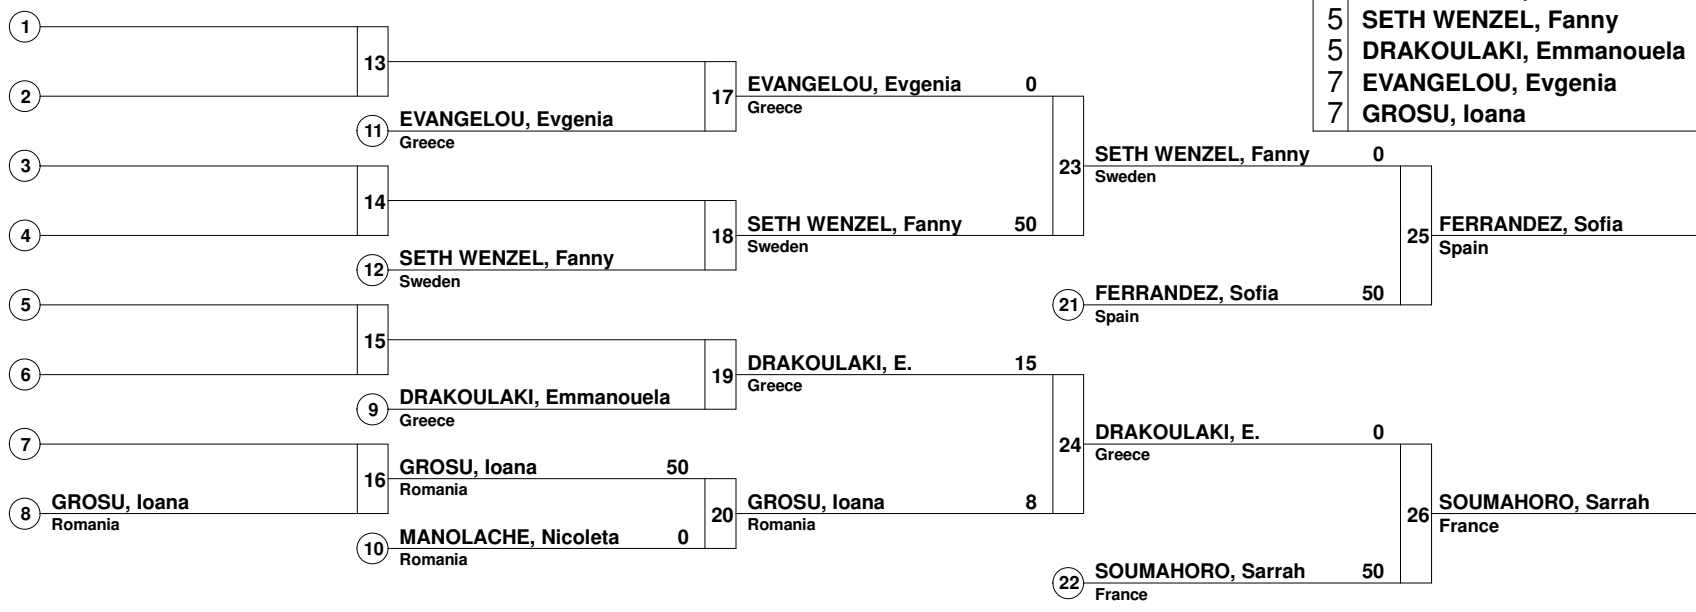 5 SETH WENZEL, Fanny
5 DRAKOULAKI, Emmanouela
7 EVANGELOU, Evgenia
7 GROSU, Ioana
1
13
2
17
EVANGELOU, Evgenia 0
Greece
11 EVANGELOU, Evgenia
Greece
3
23
SETH WENZEL, Fanny 0
Sweden
14
4
18
SETH WENZEL, Fanny 50
Sweden
25
FERRANDEZ, Sofia
Spain
12 SETH WENZEL, Fanny
Sweden
5
21 FERRANDEZ, Sofia 50
Spain
15
6
19
DRAKOULAKI, E. 15
Greece
9 DRAKOULAKI, Emmanouela
Greece
7
24
DRAKOULAKI, E. 0
Greece
16
GROSU, Ioana 50
Romania
8 GROSU, Ioana
Romania
20
GROSU, Ioana 8
Romania
26
SOUMAHORO, Sarrah
France
10 MANOLACHE, Nicoleta 0
Romania
22 SOUMAHORO, Sarrah 50
France